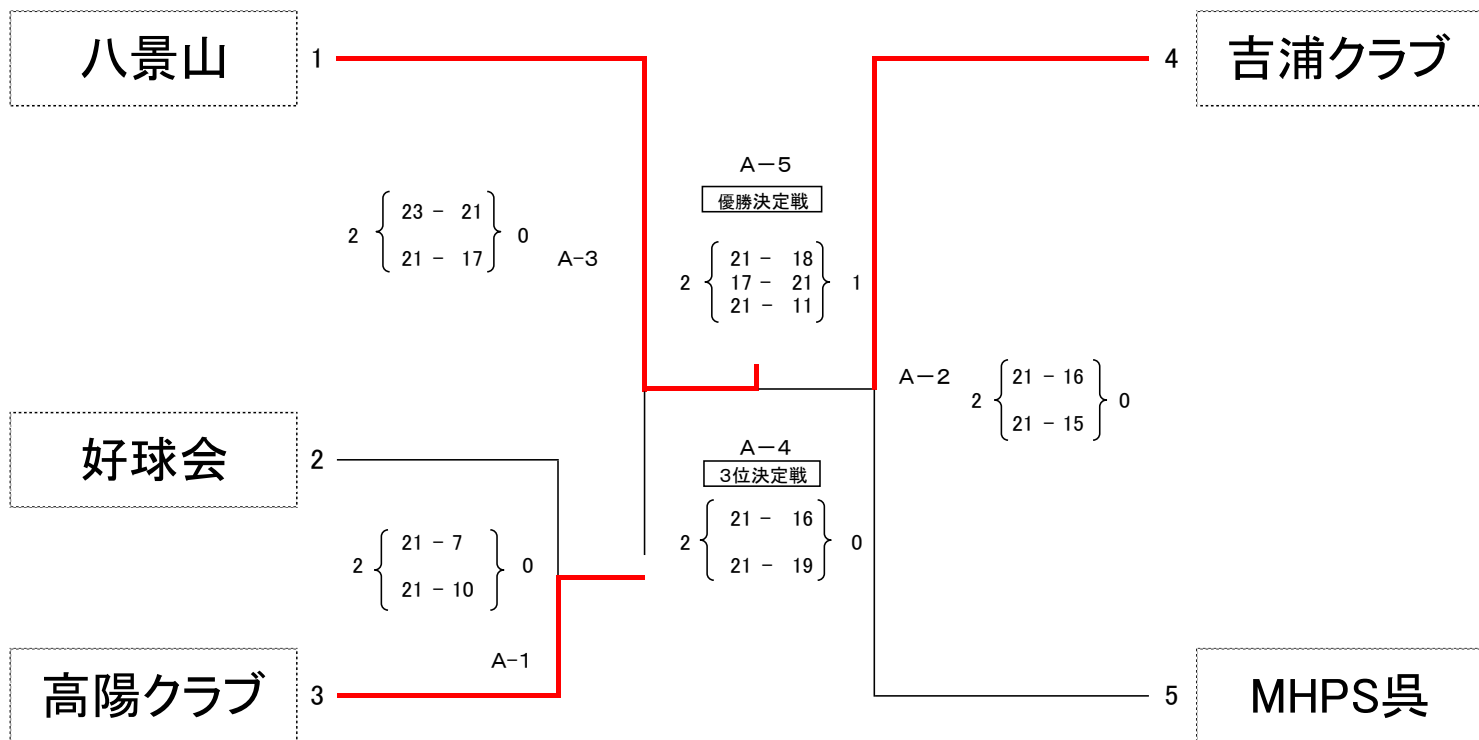 八景山 1
4 吉浦クラブ
A－5
優勝決定戦
2 23 － 21 0
21 － 17
A-3
2 21 － 18 1
17 － 21
21 － 11
A－2
2 21 － 16 0
21 － 15
好球会 2
A－4
3位決定戦
2 21 － 16 0
21 － 19
2 21 － 7 0
21 － 10
A-1
高陽クラブ 3
5 MHPS呉